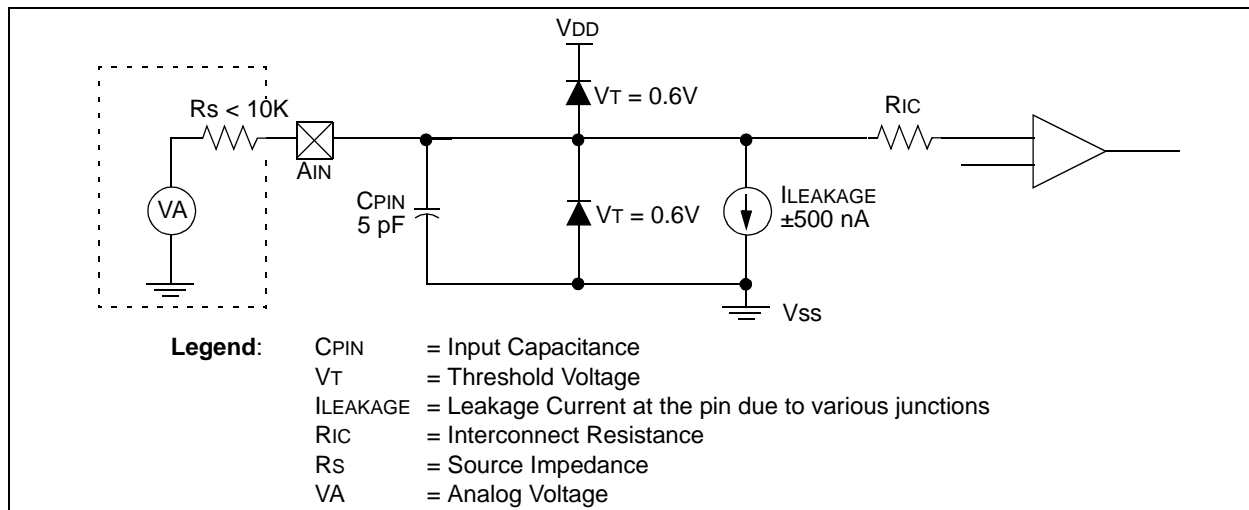 VDD
VT = 0.6V
RS < 10K
RIC
AIN
VA
CPIN
5 pF
VT = 0.6V
ILEAKAGE
±500 nA
VSS
Legend:
CPIN = Input Capacitance
VT = Threshold Voltage
ILEAKAGE = Leakage Current at the pin due to various junctions
RIC = Interconnect Resistance
RS = Source Impedance
VA = Analog Voltage